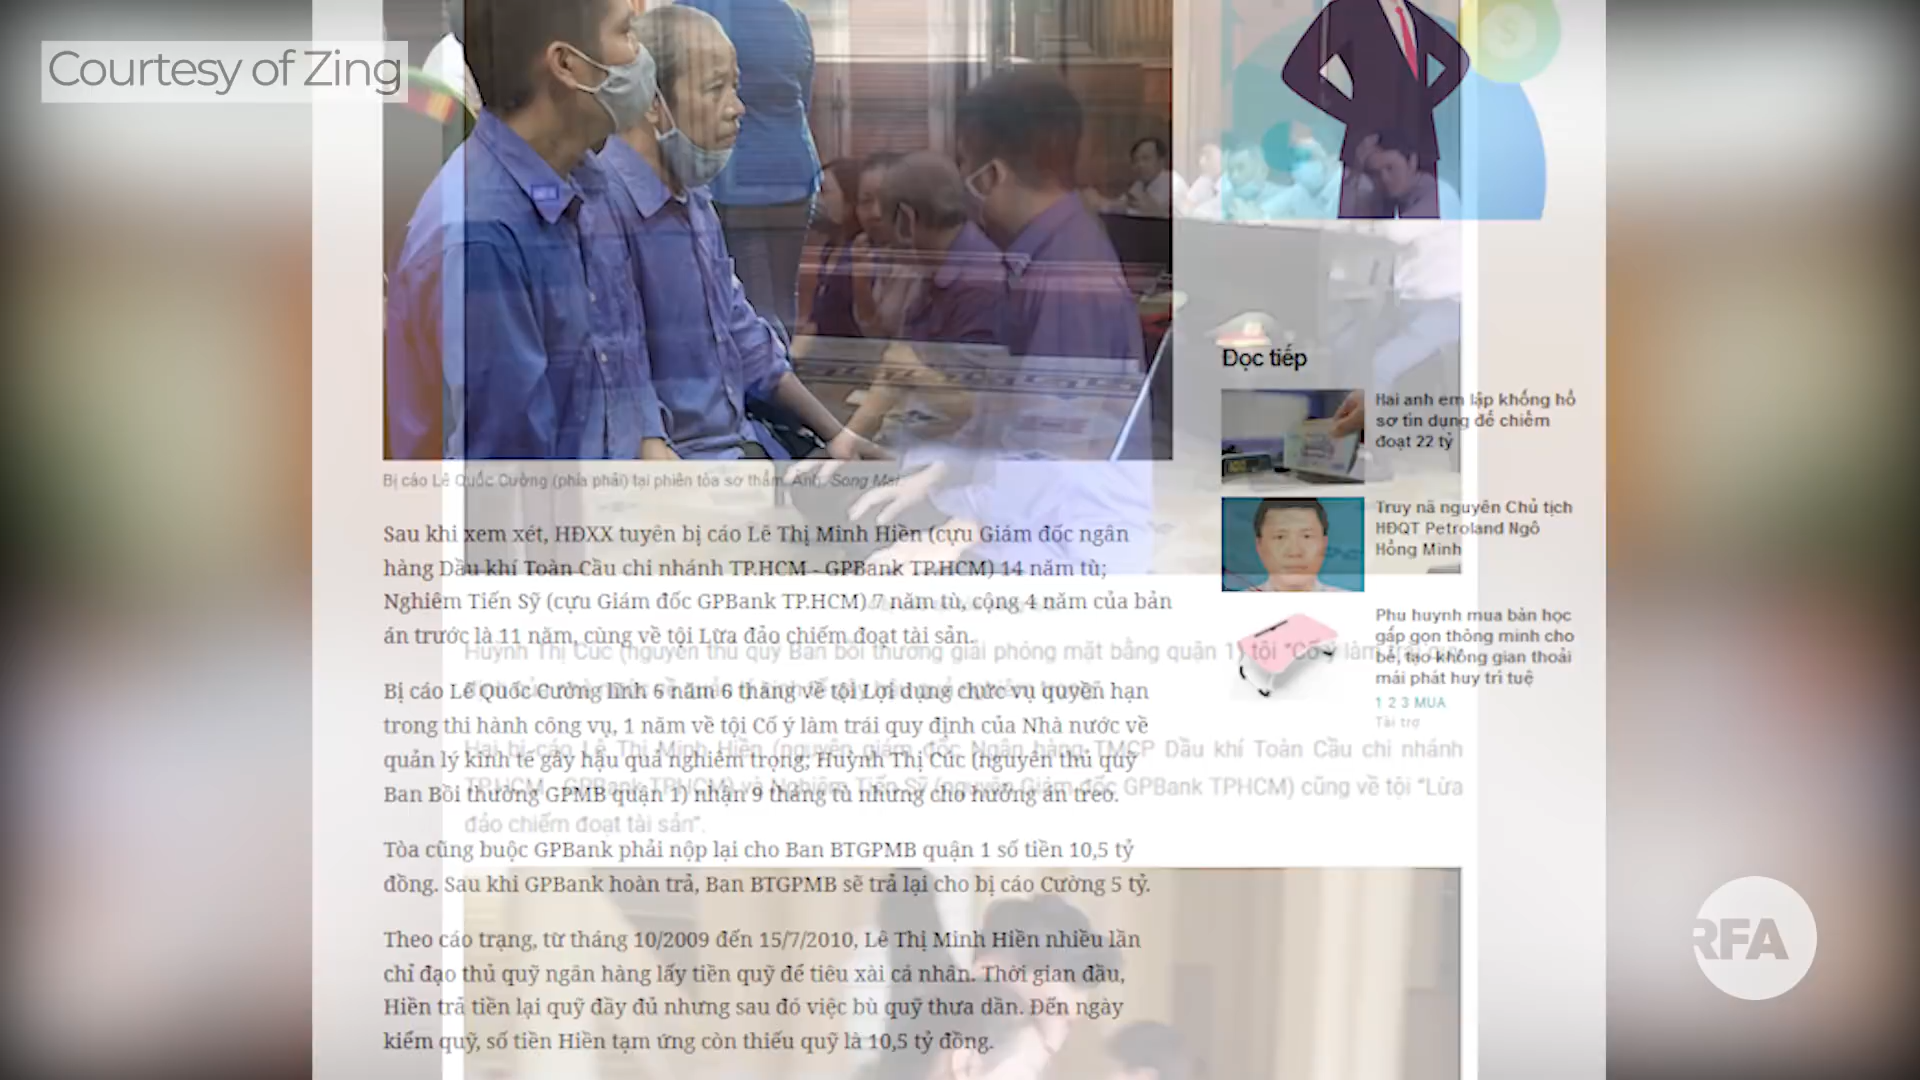 Courtesy of Zing
Bị cáo Lê Quốc Cường (phía phải) tại phiên tòa sơ thẩm. Ảnh: Song Mai
Sau khi xem xét, HĐXX tuyên bị cáo Lê Thị Minh Hiền (cựu Giám đốc ngân
hàng Dầu khí Toàn Cầu chi nhánh TP.HCM - GPBank TP.HCM) 14 năm tù;
Nghiêm Tiến Sỹ (cựu Giám đốc GPBank TP.HCM) 7 năm tù, cộng 4 năm của bản
án trước là 11 năm, cùng về tội Lừa đảo chiếm đoạt tài sản.
Huỳnh Thị Cúc (nguyên thủ quỹ Ban bồi thường giải phóng mặt bằng quận 1) tội "Cố ý làm trái quy
Bị cáo Lê Quốc Cường lĩnh 6 năm 6 tháng về tội Lợi dụng chức vụ quyền hạn
trong thi hành công vụ, 1 năm về tội Cố ý làm trái quy định của Nhà nước về
quản lý kinh tế gây hậu quả nghiêm trọng; Huỳnh Thị Cúc (nguyên thủ quỹ
Ban Bồi thường GPMB quận 1) nhận 9 tháng tù nhưng cho hưởng án treo.
Hai bị cáo Lê Thị Minh Hiền (nguyên giám đốc Ngân hàng TMCP Dầu khí Toàn Cầu chi nhánh
TP.HCM - GPBank TPHCM) và Nghiêm Tiến Sỹ (nguyên Giám đốc GPBank TPHCM) cũng về tội "Lừa
đảo chiếm đoạt tài sản".
Tòa cũng buộc GPBank phải nộp lại cho Ban BTGPMB quận 1 số tiền 10,5 tỷ
đồng. Sau khi GPBank hoàn trả, Ban BTGPMB sẽ trả lại cho bị cáo Cường 5 tỷ.
Theo cáo trạng, từ tháng 10/2009 đến 15/7/2010, Lê Thị Minh Hiền nhiều lần
chỉ đạo thủ quỹ ngân hàng lấy tiền quỹ để tiêu xài cá nhân. Thời gian đầu,
Hiền trả tiền lại quỹ đầy đủ nhưng sau đó việc bù quỹ thưa dần. Đến ngày
kiểm quỹ, số tiền Hiền tạm ứng còn thiếu quỹ là 10,5 tỷ đồng.
Đọc tiếp
Hai anh em lập khống hồ
sơ tín dụng để chiếm
đoạt 22 tỷ
Truy nã nguyên Chủ tịch
HĐQT Petroland Ngô
Hồng Minh
Phụ huynh mua bàn học
gấp gọn thông minh cho
bé, tạo không gian thoải
mái phát huy trí tuệ
1 2 3 MUA
Tài trợ
RFA